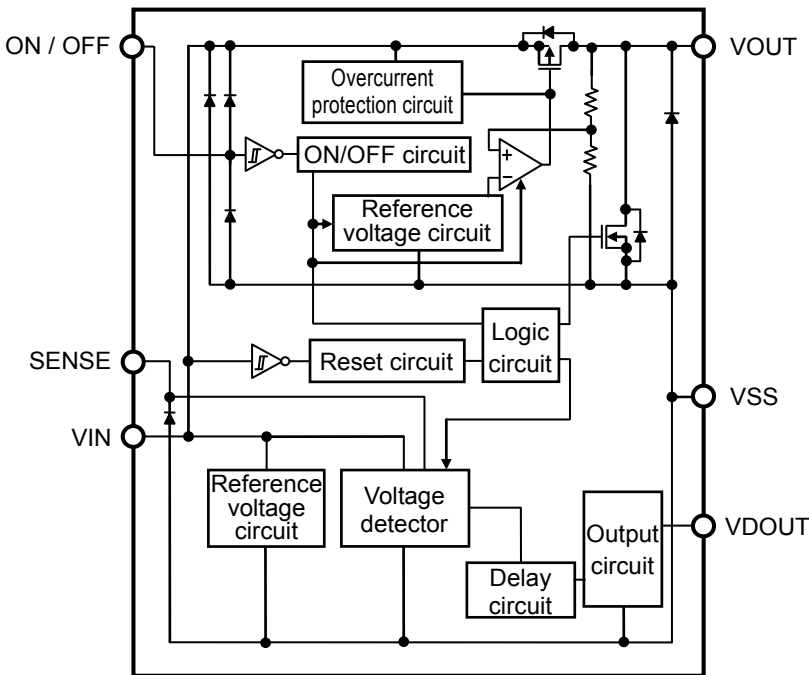 ON / OFF
VOUT
Overcurrent
protection circuit
+
−
ON/OFF circuit
Reference
voltage circuit
Logic
circuit
SENSE
Reset circuit
VSS
VIN
Reference
voltage
circuit
Voltage
detector
Output
circuit
VDOUT
Delay
circuit